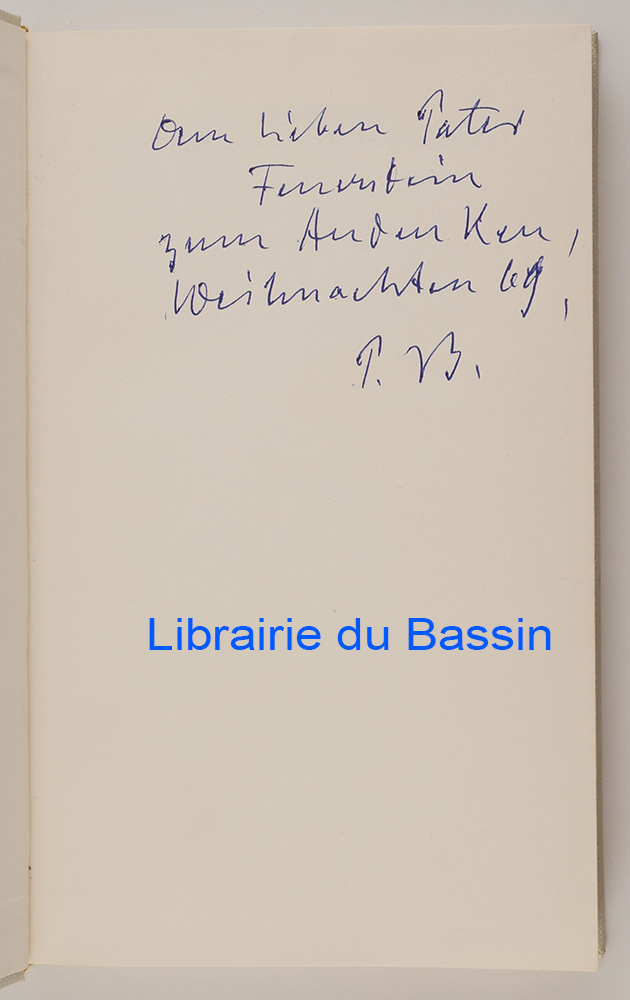 Dem lieben Pater
Feuerstein
zum Andenken,
Weihnachten 69,
P. W.
Librairie du Bassin